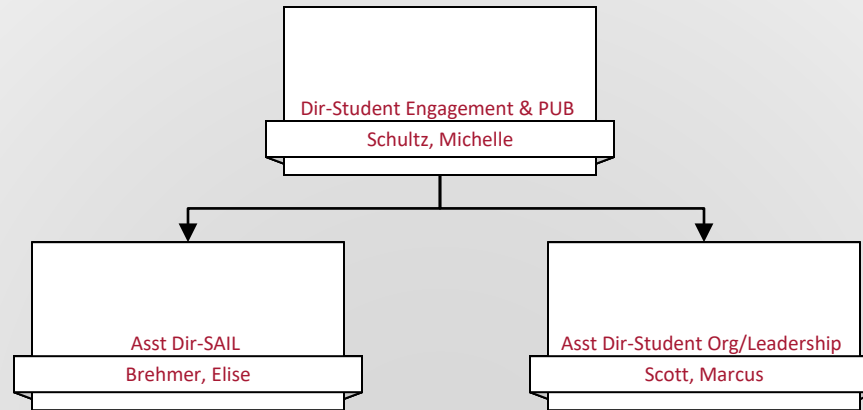 Dir-Student Engagement & PUB
Schultz, Michelle
Asst Dir-SAIL
Brehmer, Elise
Asst Dir-Student Org/Leadership
Scott, Marcus